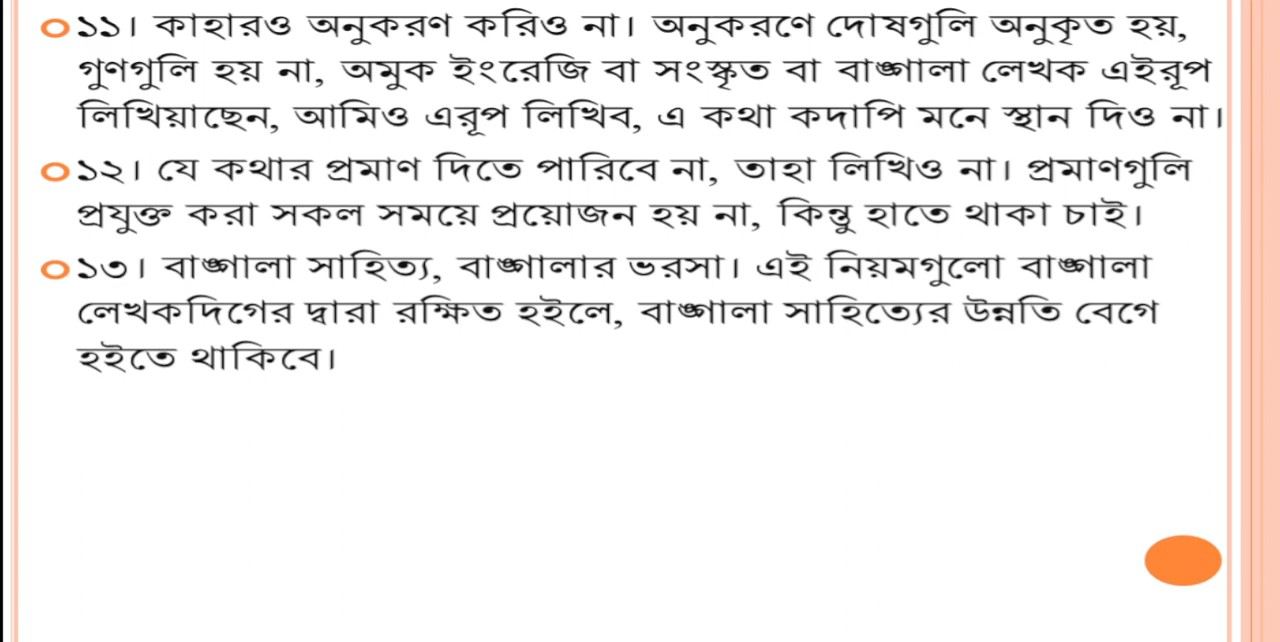 ১১। কাহারও অনুকরণ করিও না। অনুকরণে দোষগুলি অনুকৃত হয়,
গুণগুলি হয় না, অমুক ইংরেজি বা সংস্কৃত বা বাঙ্গালা লেখক এইরূপ
লিখিয়াছেন, আমিও এরূপ লিখিব, এ কথা কদাপি মনে স্থান দিও না।
১২। যে কথার প্রমাণ দিতে পারিবে না, তাহা লিখিও না। প্রমাণগুলি
প্রযুক্ত করা সকল সময়ে প্রয়োজন হয় না, কিন্তু হাতে থাকা চাই।
১৩। বাঙ্গালা সাহিত্য, বাঙ্গালার ভরসা। এই নিয়মগুলো বাঙ্গালা
লেখকদিগের দ্বারা রক্ষিত হইলে, বাঙ্গালা সাহিত্যের উন্নতি বেগে
হইতে থাকিবে।